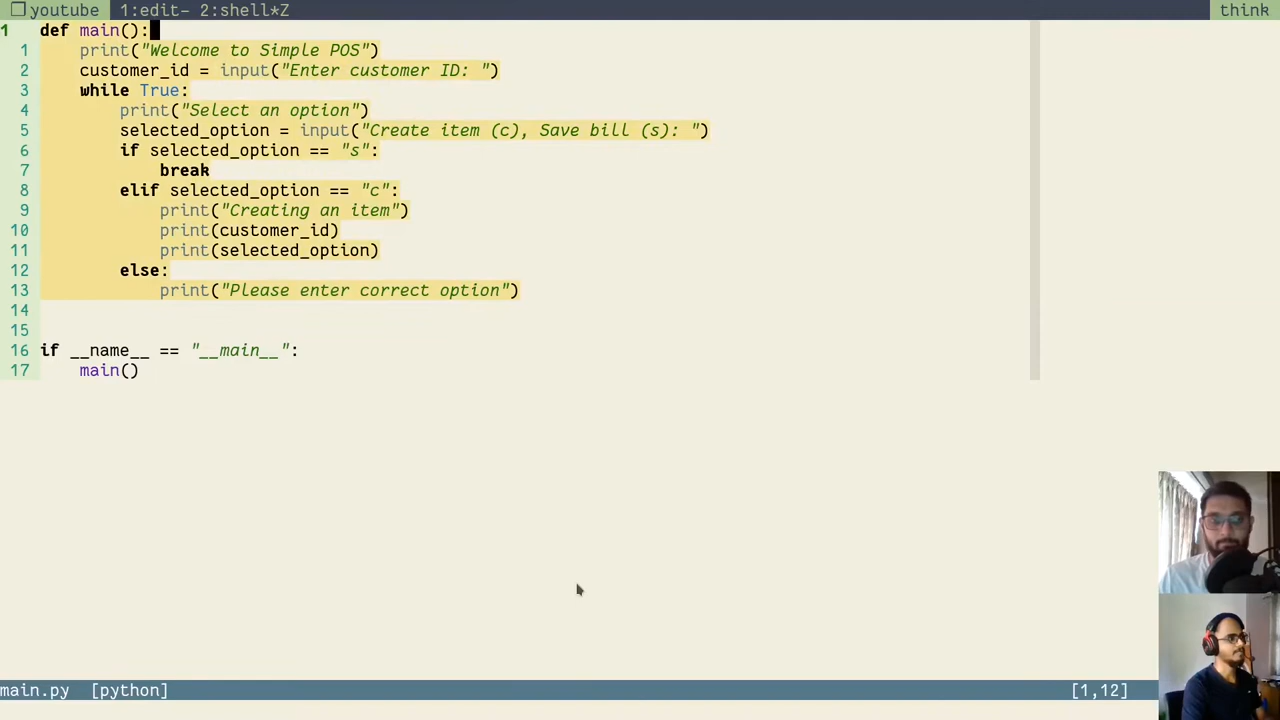 ❐ youtube 1:edit- 2:shell*Z think
1 def main():
1 print("Welcome to Simple POS")
2 customer_id = input("Enter customer ID: ")
3 while True:
4 print("Select an option")
5 selected_option = input("Create item (c), Save bill (s): ")
6 if selected_option == "s":
7 break
8 elif selected_option == "c":
9 print("Creating an item")
10 print(customer_id)
11 print(selected_option)
12 else:
13 print("Please enter correct option")
14
15
16 if __name__ == "__main__":
17 main()
main.py [python] [1,12]